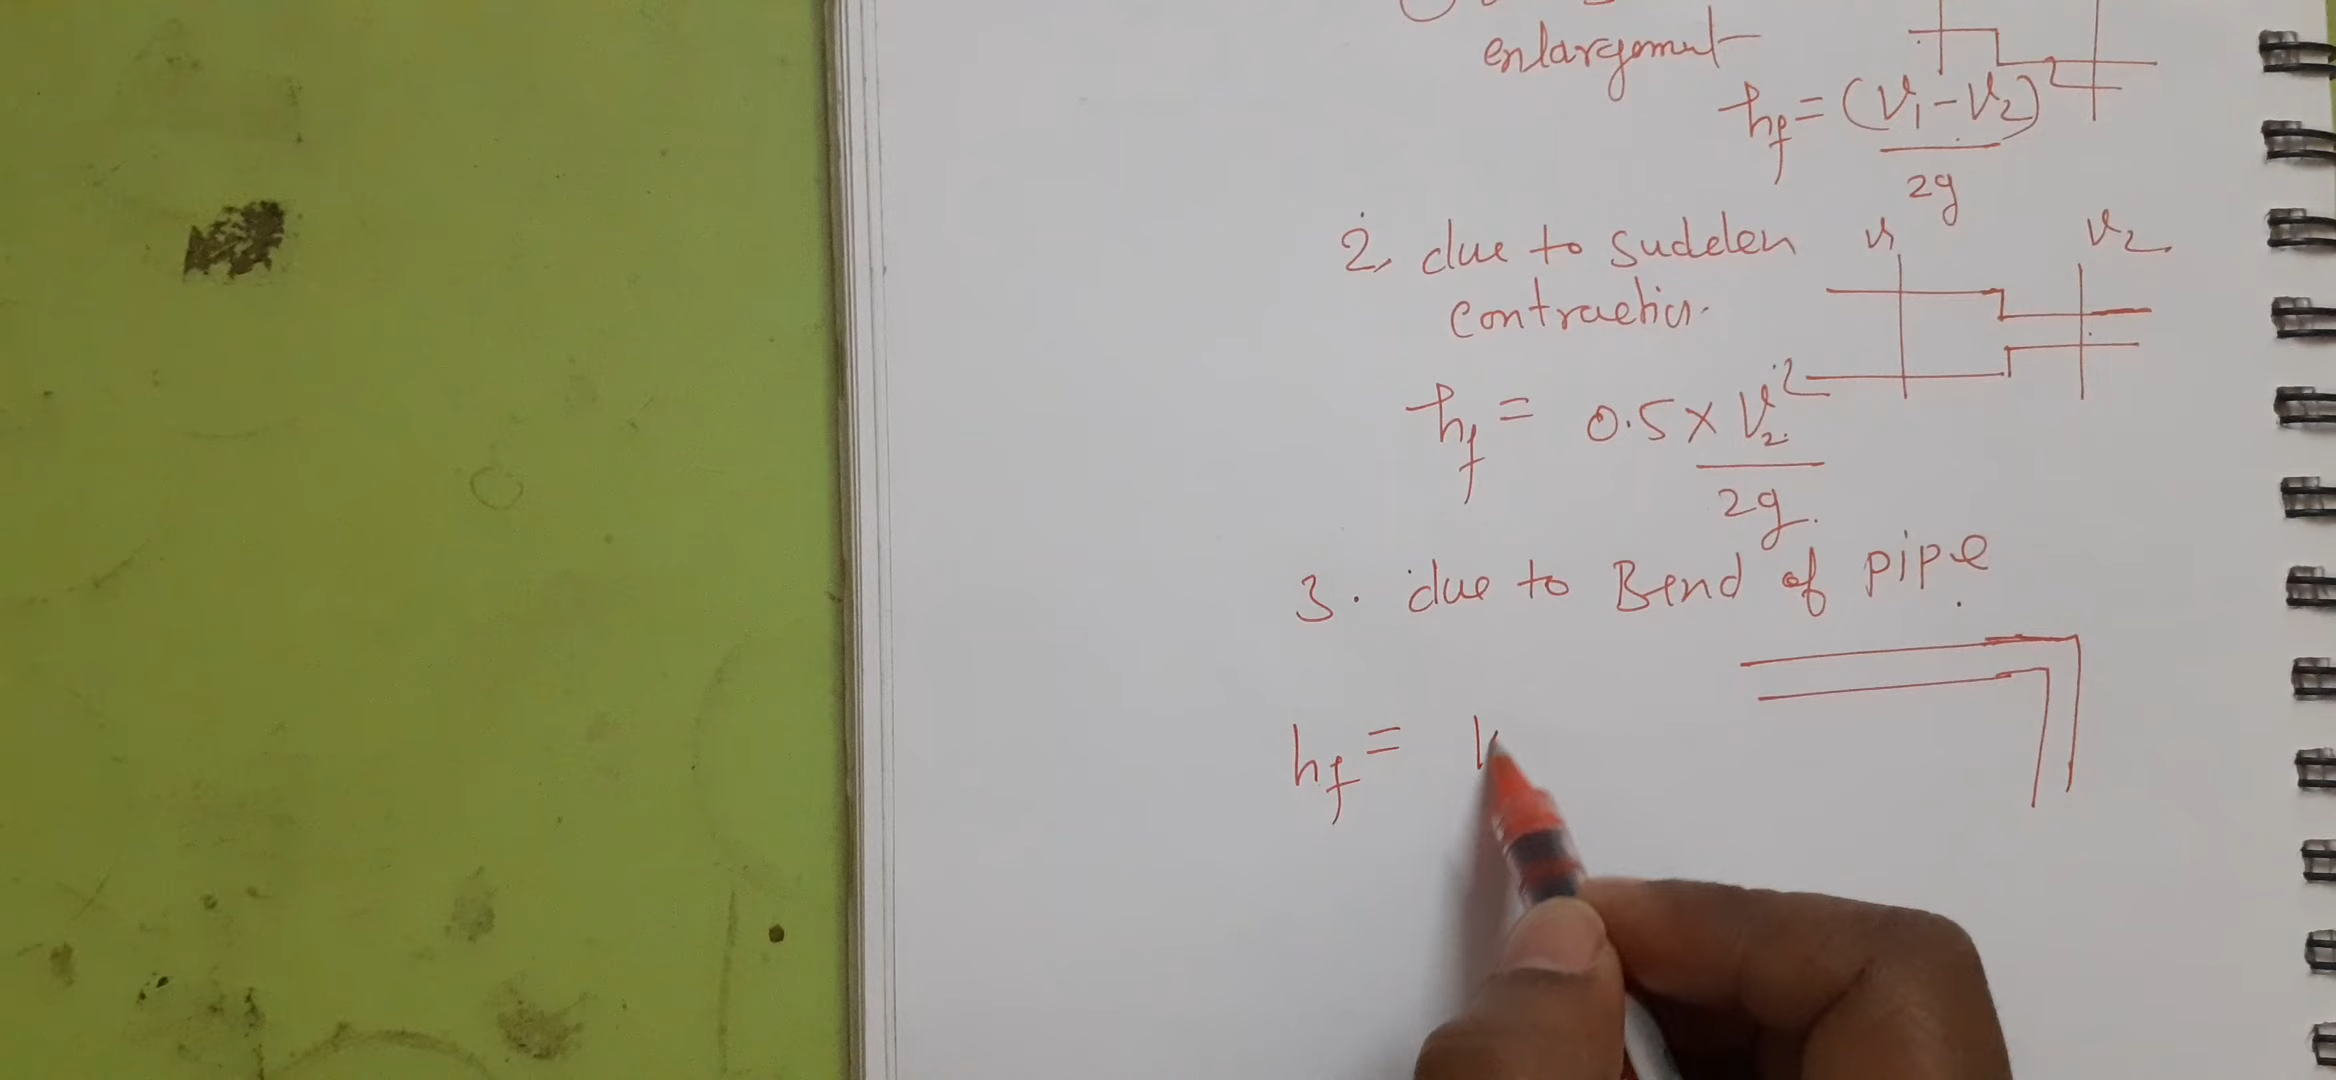 enlargement
hf = (V1 - V2)²
2g
2. due to sudden
contraction.
V1 V2
hf = 0.5 x V2²
2g
3. due to Bend of pipe
hf =